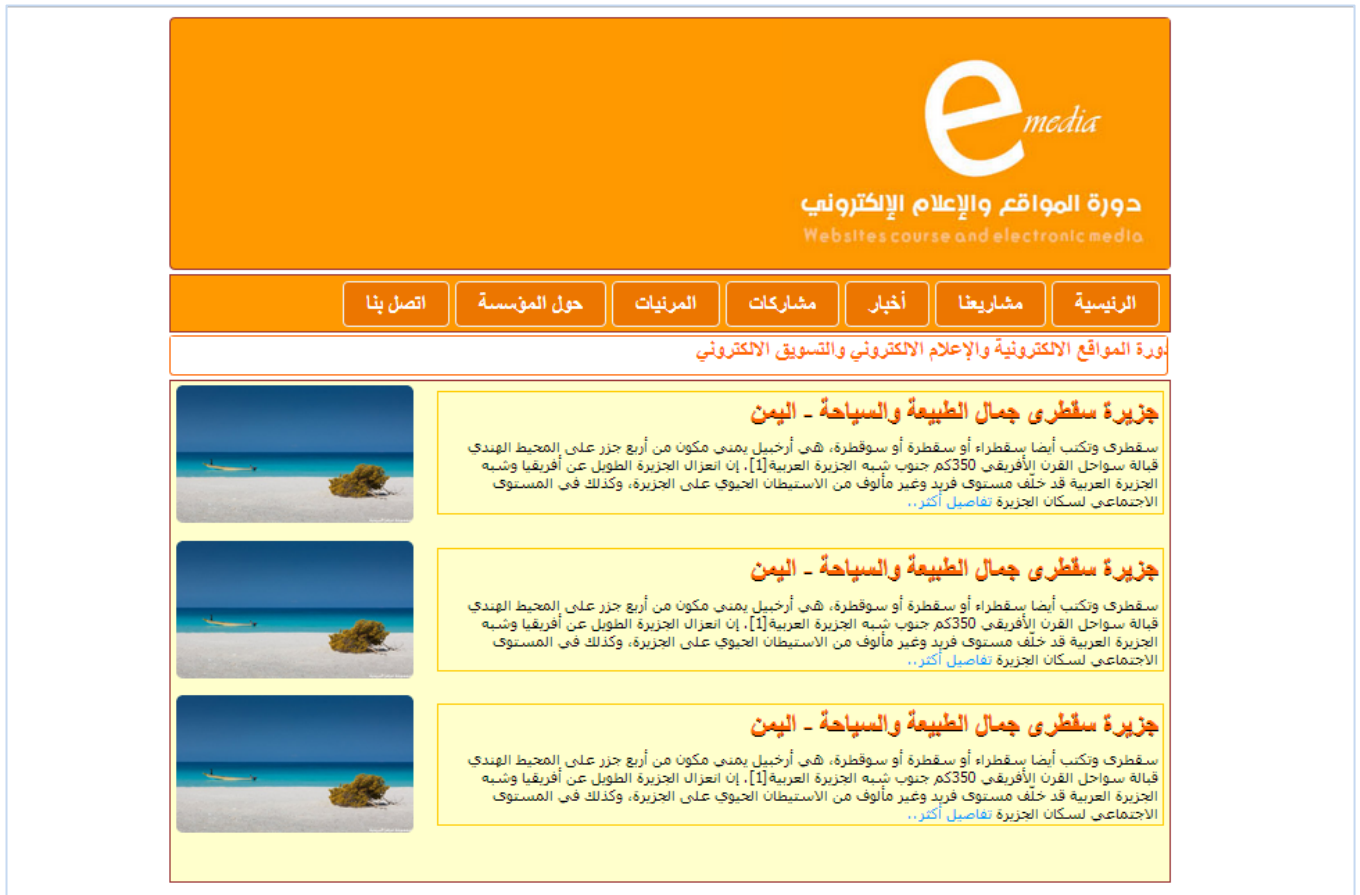 e media
دورة المواقع والإعلام الإلكتروني
Websites course and electronic media
الرئيسية مشاريعنا أخبار مشاركات المرئيات حول المؤسسة اتصل بنا
دورة المواقع الالكترونية والإعلام الالكتروني والتسويق الالكتروني
جزيرة سقطرى جمال الطبيعة والسياحة - اليمن
سقطرى وتكتب أيضا سقطراء أو سقطرة أو سوقطرة، هي أرخبيل يمني مكون من أربع جزر على المحيط الهندي
قبالة سواحل القرن الأفريقي 350كم جنوب شبه الجزيرة العربية[1]. إن انعزال الجزيرة الطويل عن أفريقيا وشبه
الجزيرة العربية قد خلّف مستوى فريد وغير مألوف من الاستيطان الحيوي على الجزيرة، وكذلك في المستوى
الاجتماعي لسكان الجزيرة تفاصيل أكثر..
جزيرة سقطرى جمال الطبيعة والسياحة - اليمن
سقطرى وتكتب أيضا سقطراء أو سقطرة أو سوقطرة، هي أرخبيل يمني مكون من أربع جزر على المحيط الهندي
قبالة سواحل القرن الأفريقي 350كم جنوب شبه الجزيرة العربية[1]. إن انعزال الجزيرة الطويل عن أفريقيا وشبه
الجزيرة العربية قد خلّف مستوى فريد وغير مألوف من الاستيطان الحيوي على الجزيرة، وكذلك في المستوى
الاجتماعي لسكان الجزيرة تفاصيل أكثر..
جزيرة سقطرى جمال الطبيعة والسياحة - اليمن
سقطرى وتكتب أيضا سقطراء أو سقطرة أو سوقطرة، هي أرخبيل يمني مكون من أربع جزر على المحيط الهندي
قبالة سواحل القرن الأفريقي 350كم جنوب شبه الجزيرة العربية[1]. إن انعزال الجزيرة الطويل عن أفريقيا وشبه
الجزيرة العربية قد خلّف مستوى فريد وغير مألوف من الاستيطان الحيوي على الجزيرة، وكذلك في المستوى
الاجتماعي لسكان الجزيرة تفاصيل أكثر..